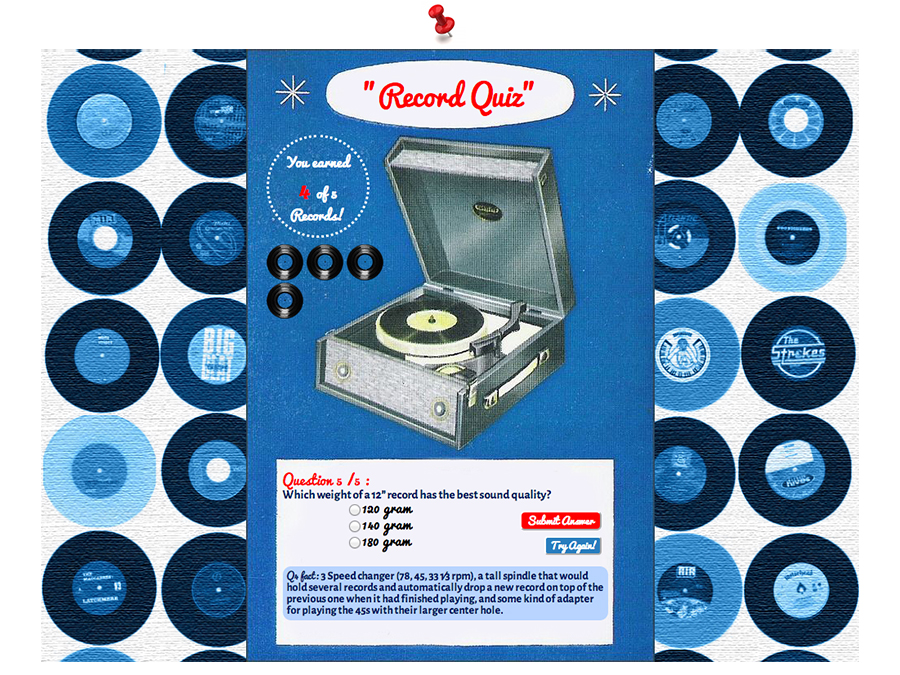 " Record Quiz"
You earned
4 of 5
Records!
BIG
The
Strokes
Question 5 /5 :
Which weight of a 12" record has the best sound quality?
120 gram
140 gram
180 gram
Submit Answer
Try Again!
Q4 fact : 3 Speed changer (78, 45, 33 1/3 rpm), a tall spindle that would
hold several records and automatically drop a new record on top of the
previous one when it had finished playing, and some kind of adapter
for playing the 45s with their larger center hole.
AIR